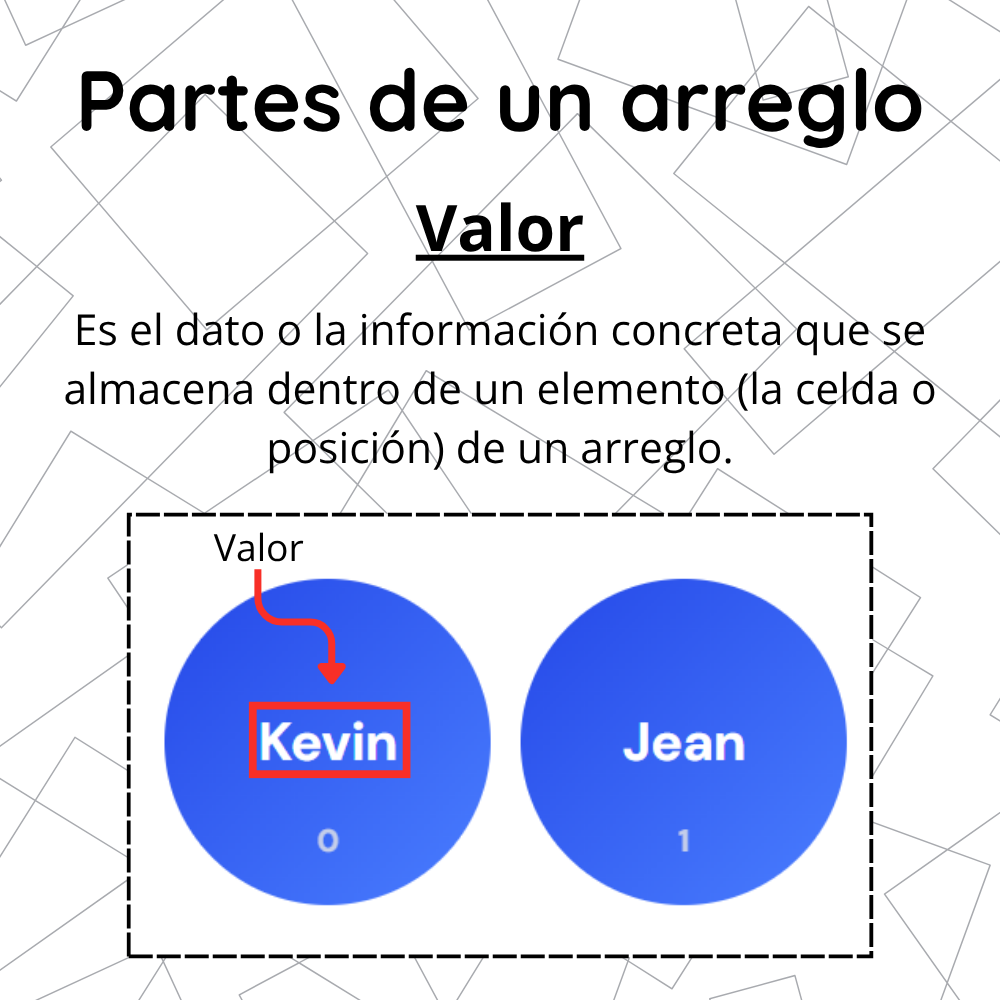 Partes de un arreglo
Valor
Es el dato o la información concreta que se
almacena dentro de un elemento (la celda o
posición) de un arreglo.
Valor
Kevin
Jean
0
1